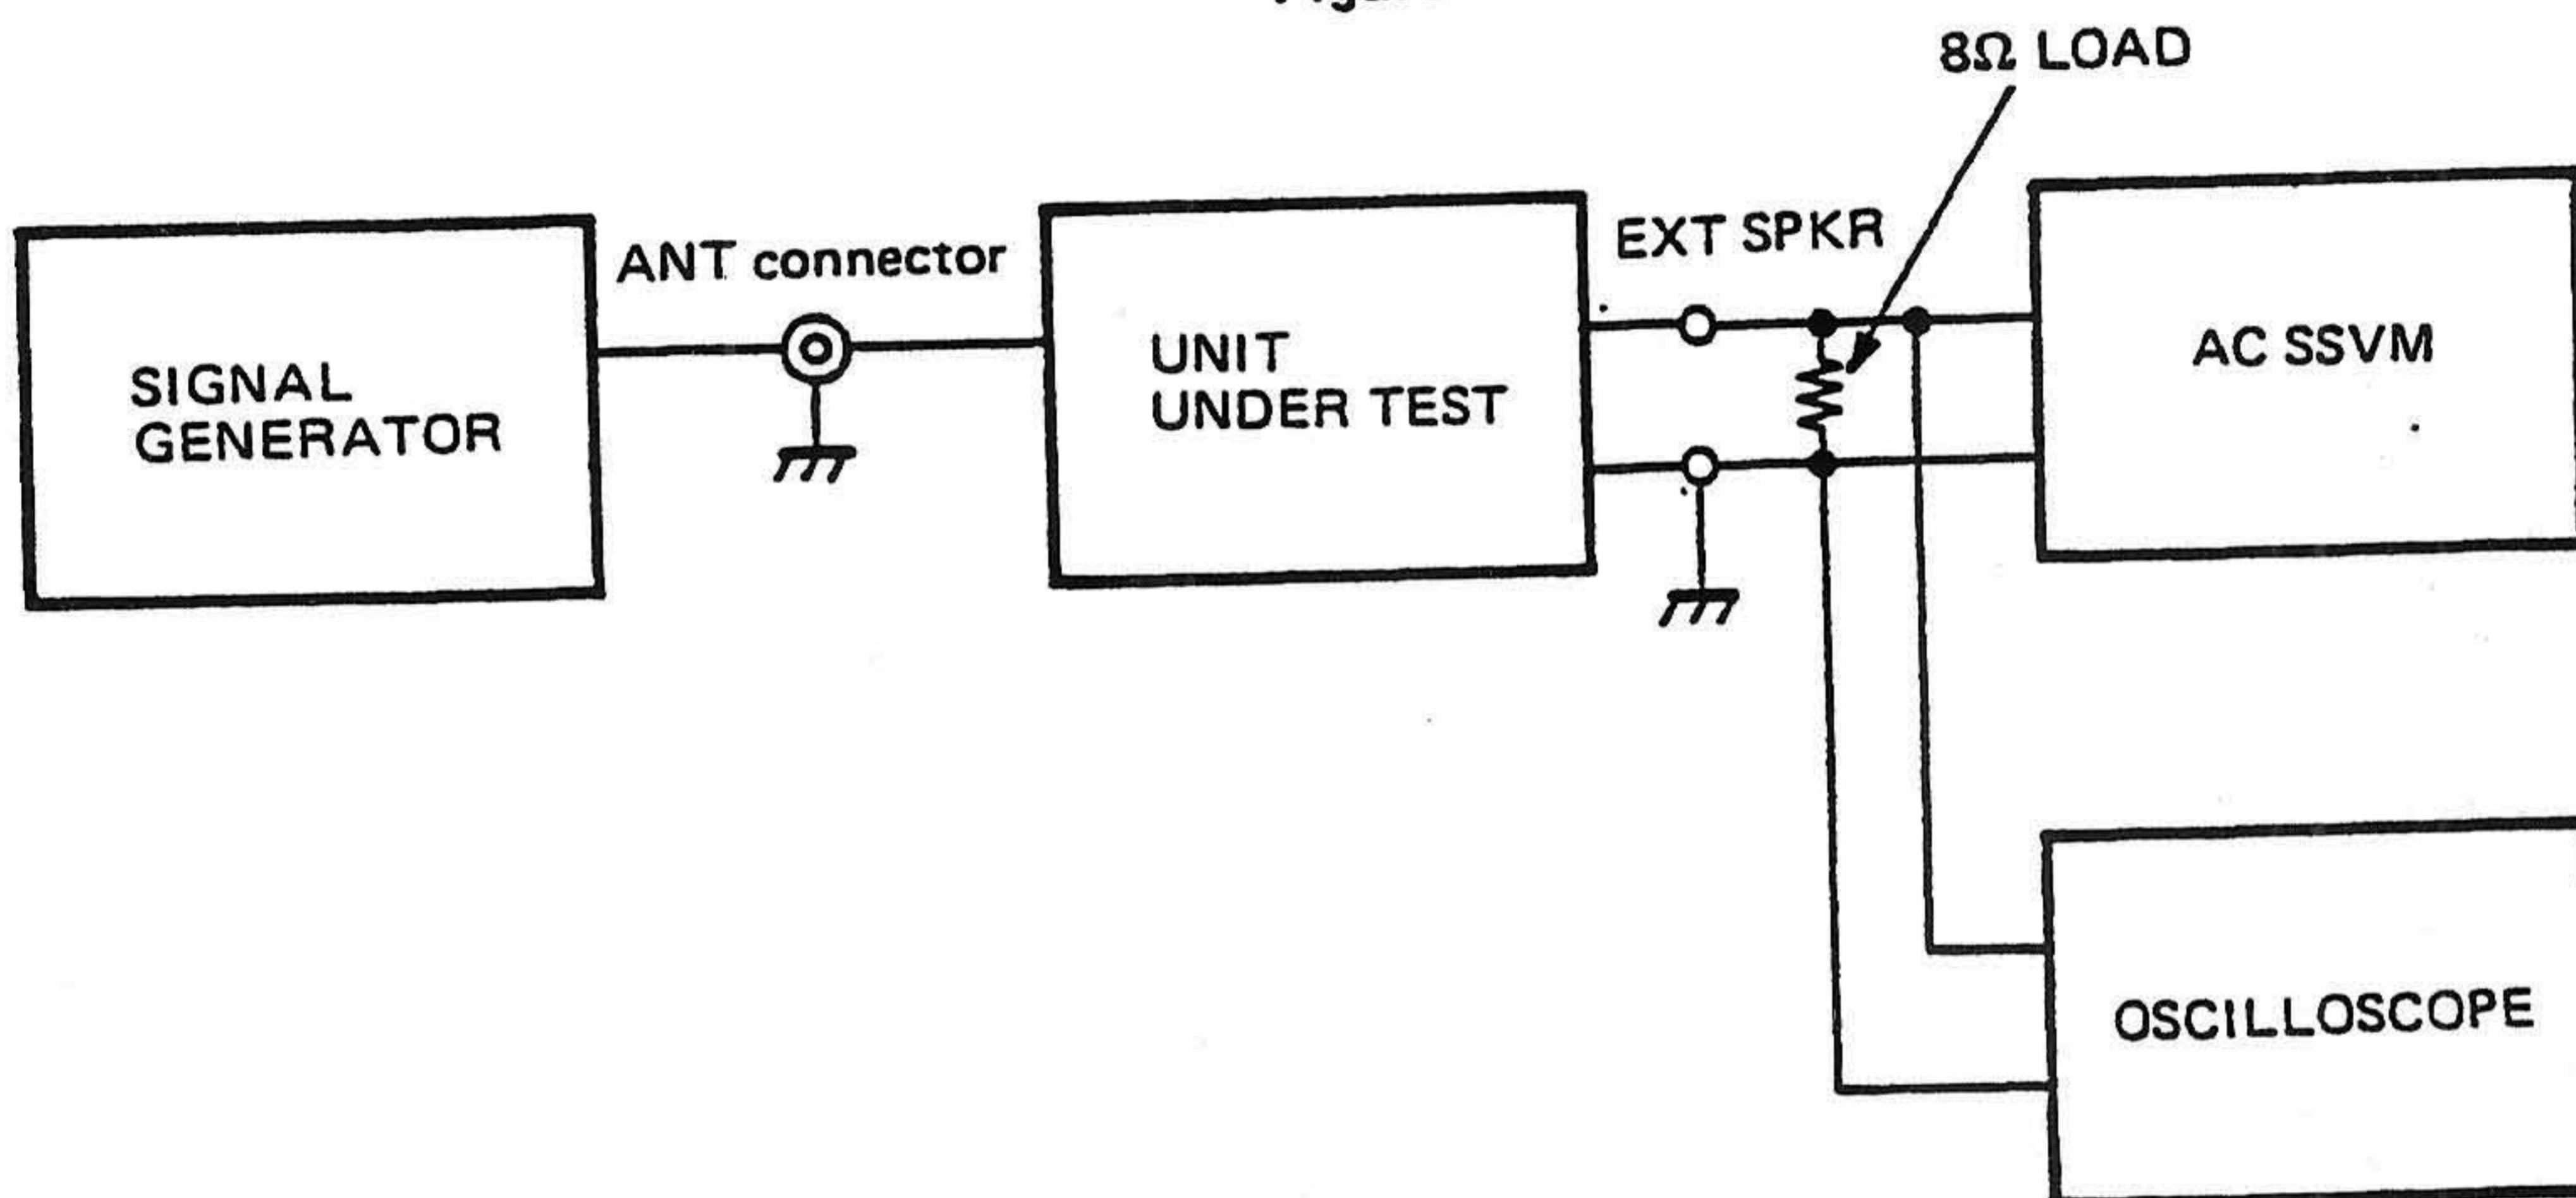 8Ω LOAD
ANT connector
EXT SPKR
SIGNAL
GENERATOR
UNIT
UNDER TEST
AC SSVM
OSCILLOSCOPE